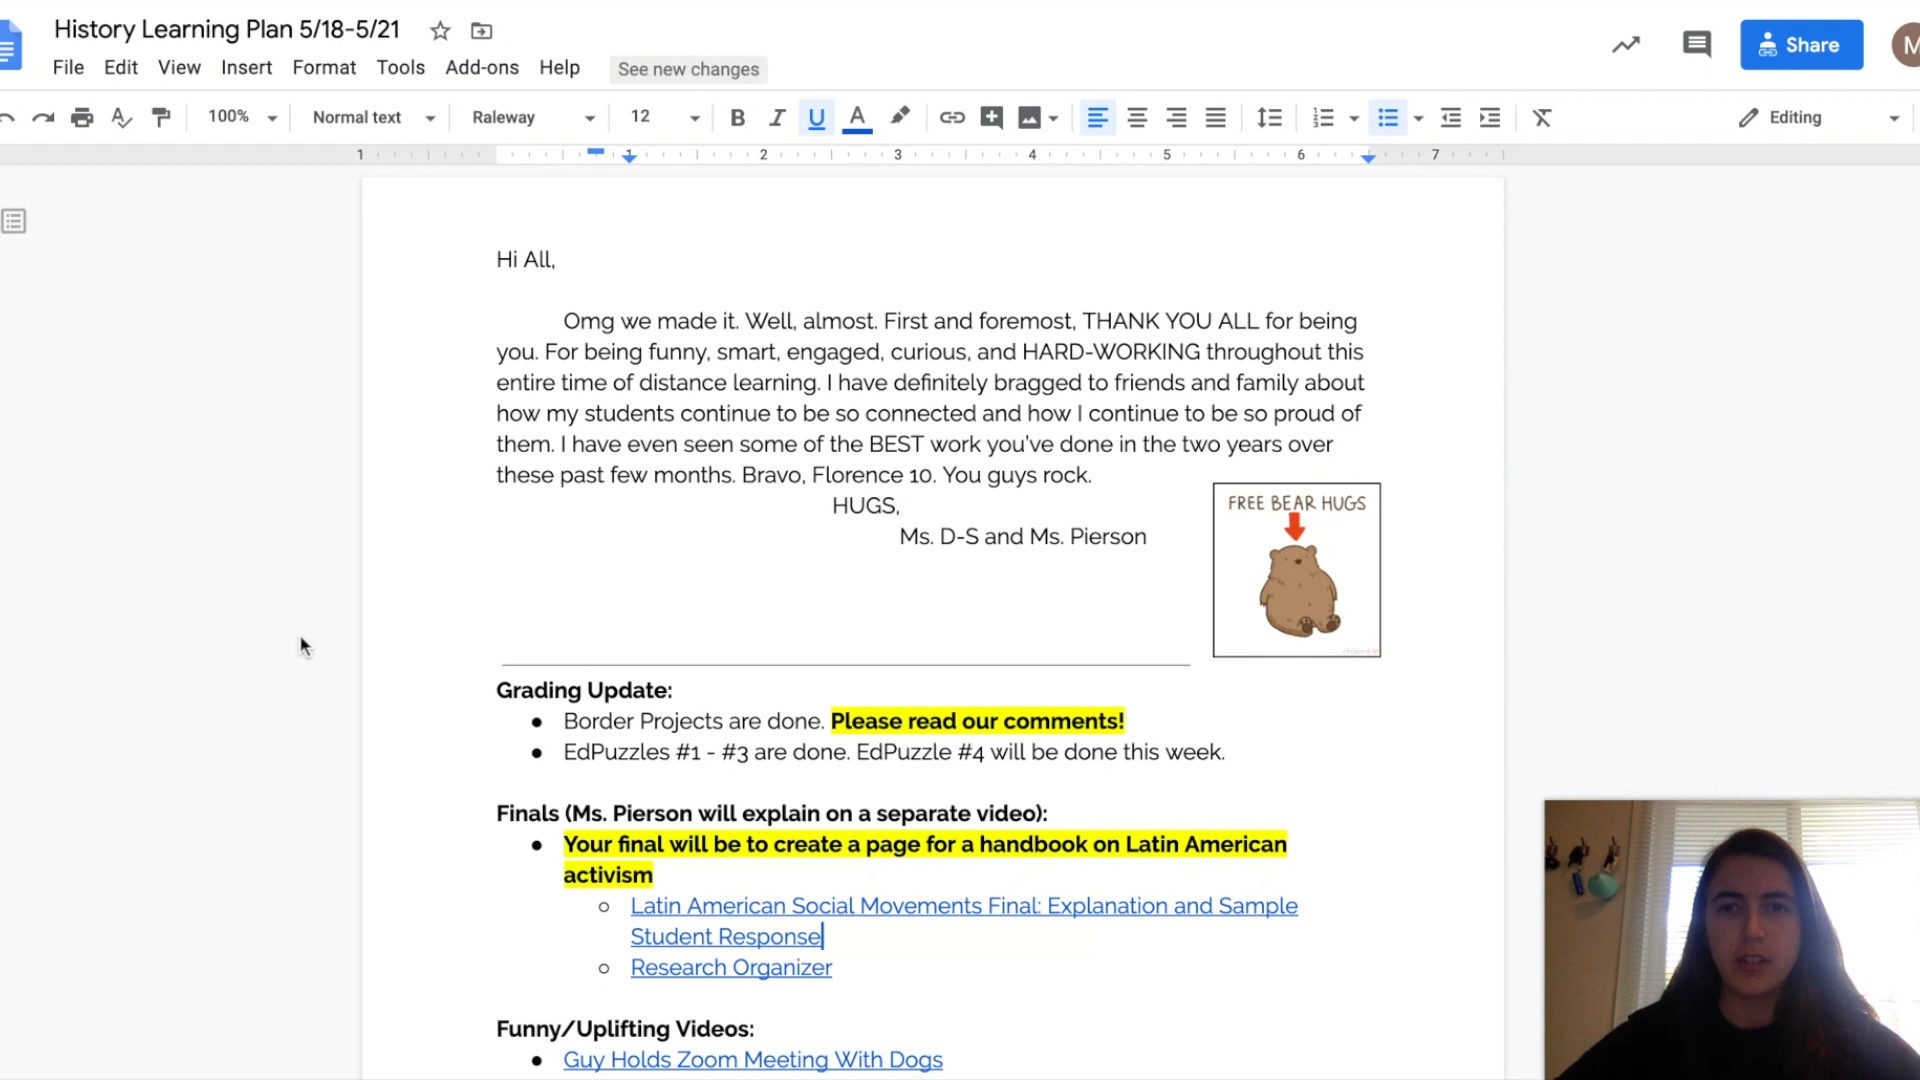 History Learning Plan 5/18-5/21
File Edit View Insert Format Tools Add-ons Help See new changes
Share
M
100% Normal text Raleway 12 B I U A Editing
1 1 2 3 4 5 6 7
Hi All,
Omg we made it. Well, almost. First and foremost, THANK YOU ALL for being
you. For being funny, smart, engaged, curious, and HARD-WORKING throughout this
entire time of distance learning. I have definitely bragged to friends and family about
how my students continue to be so connected and how I continue to be so proud of
them. I have even seen some of the BEST work you've done in the two years over
these past few months. Bravo, Florence 10. You guys rock.
HUGS,
Ms. D-S and Ms. Pierson
FREE BEAR HUGS
Grading Update:
● Border Projects are done. Please read our comments!
● EdPuzzles #1 - #3 are done. EdPuzzle #4 will be done this week.
Finals (Ms. Pierson will explain on a separate video):
● Your final will be to create a page for a handbook on Latin American
activism
○ Latin American Social Movements Final: Explanation and Sample
Student Response
○ Research Organizer
Funny/Uplifting Videos:
● Guy Holds Zoom Meeting With Dogs